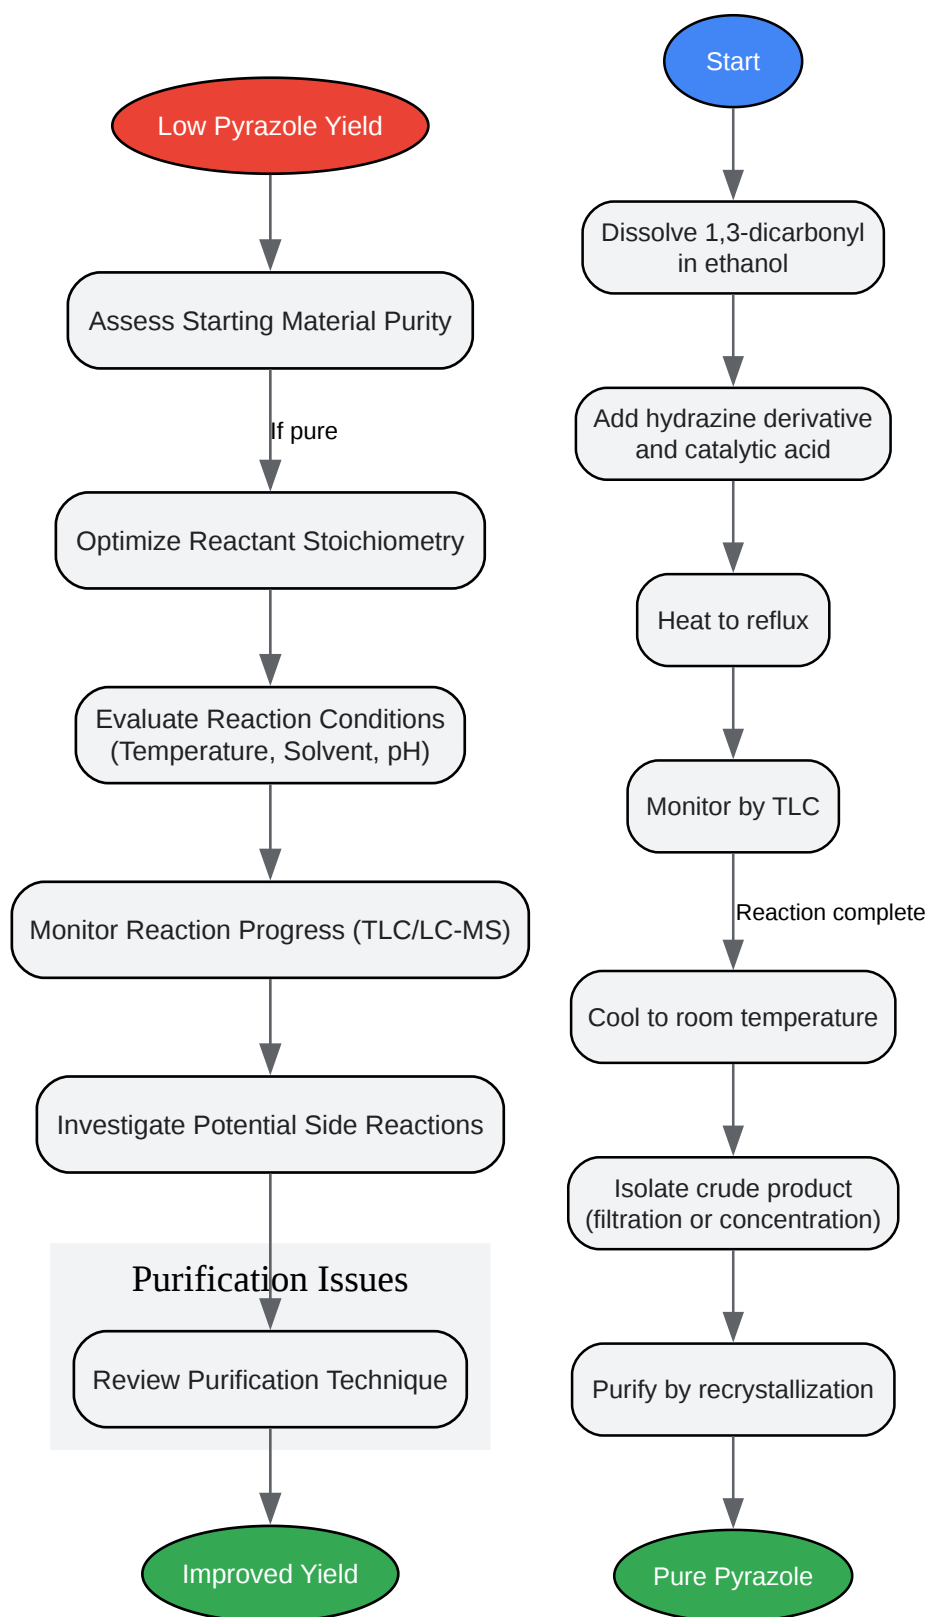 Low Pyrazole Yield
Assess Starting Material Purity
If pure
Optimize Reactant Stoichiometry
Evaluate Reaction Conditions
(Temperature, Solvent, pH)
Monitor Reaction Progress (TLC/LC-MS)
Investigate Potential Side Reactions
Purification Issues
Review Purification Technique
Improved Yield
Start
Dissolve 1,3-dicarbonyl
in ethanol
Add hydrazine derivative
and catalytic acid
Heat to reflux
Monitor by TLC
Reaction complete
Cool to room temperature
Isolate crude product
(filtration or concentration)
Purify by recrystallization
Pure Pyrazole